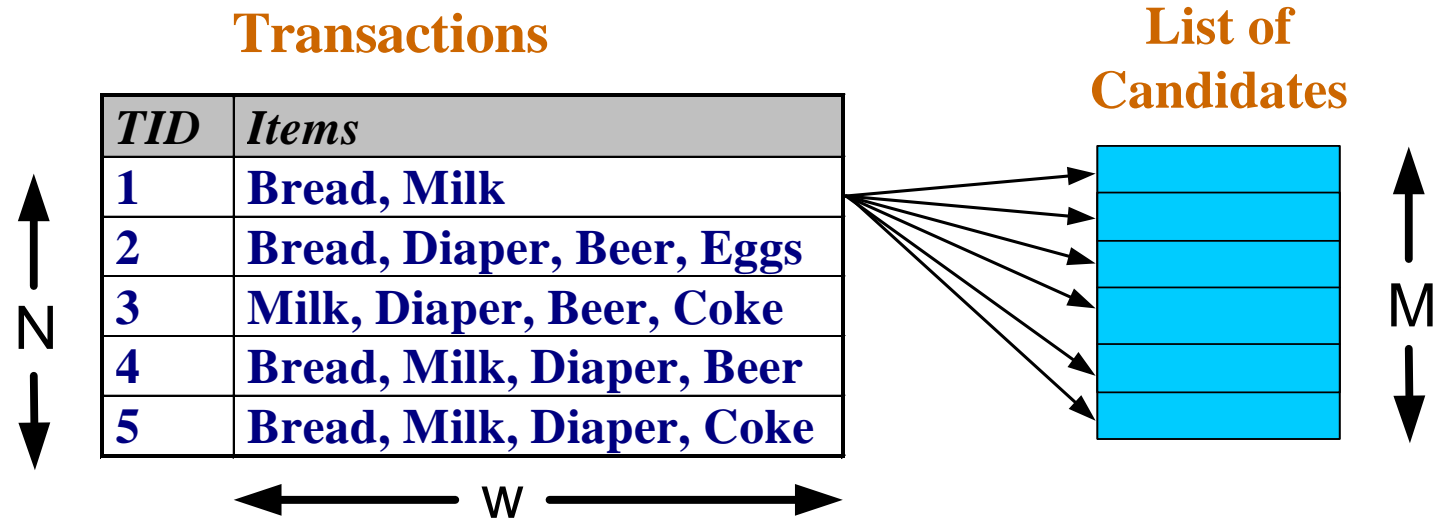 Transactions
List of
Candidates
TID Items
1 Bread, Milk
2 Bread, Diaper, Beer, Eggs
3 Milk, Diaper, Beer, Coke
4 Bread, Milk, Diaper, Beer
5 Bread, Milk, Diaper, Coke
N
M
w